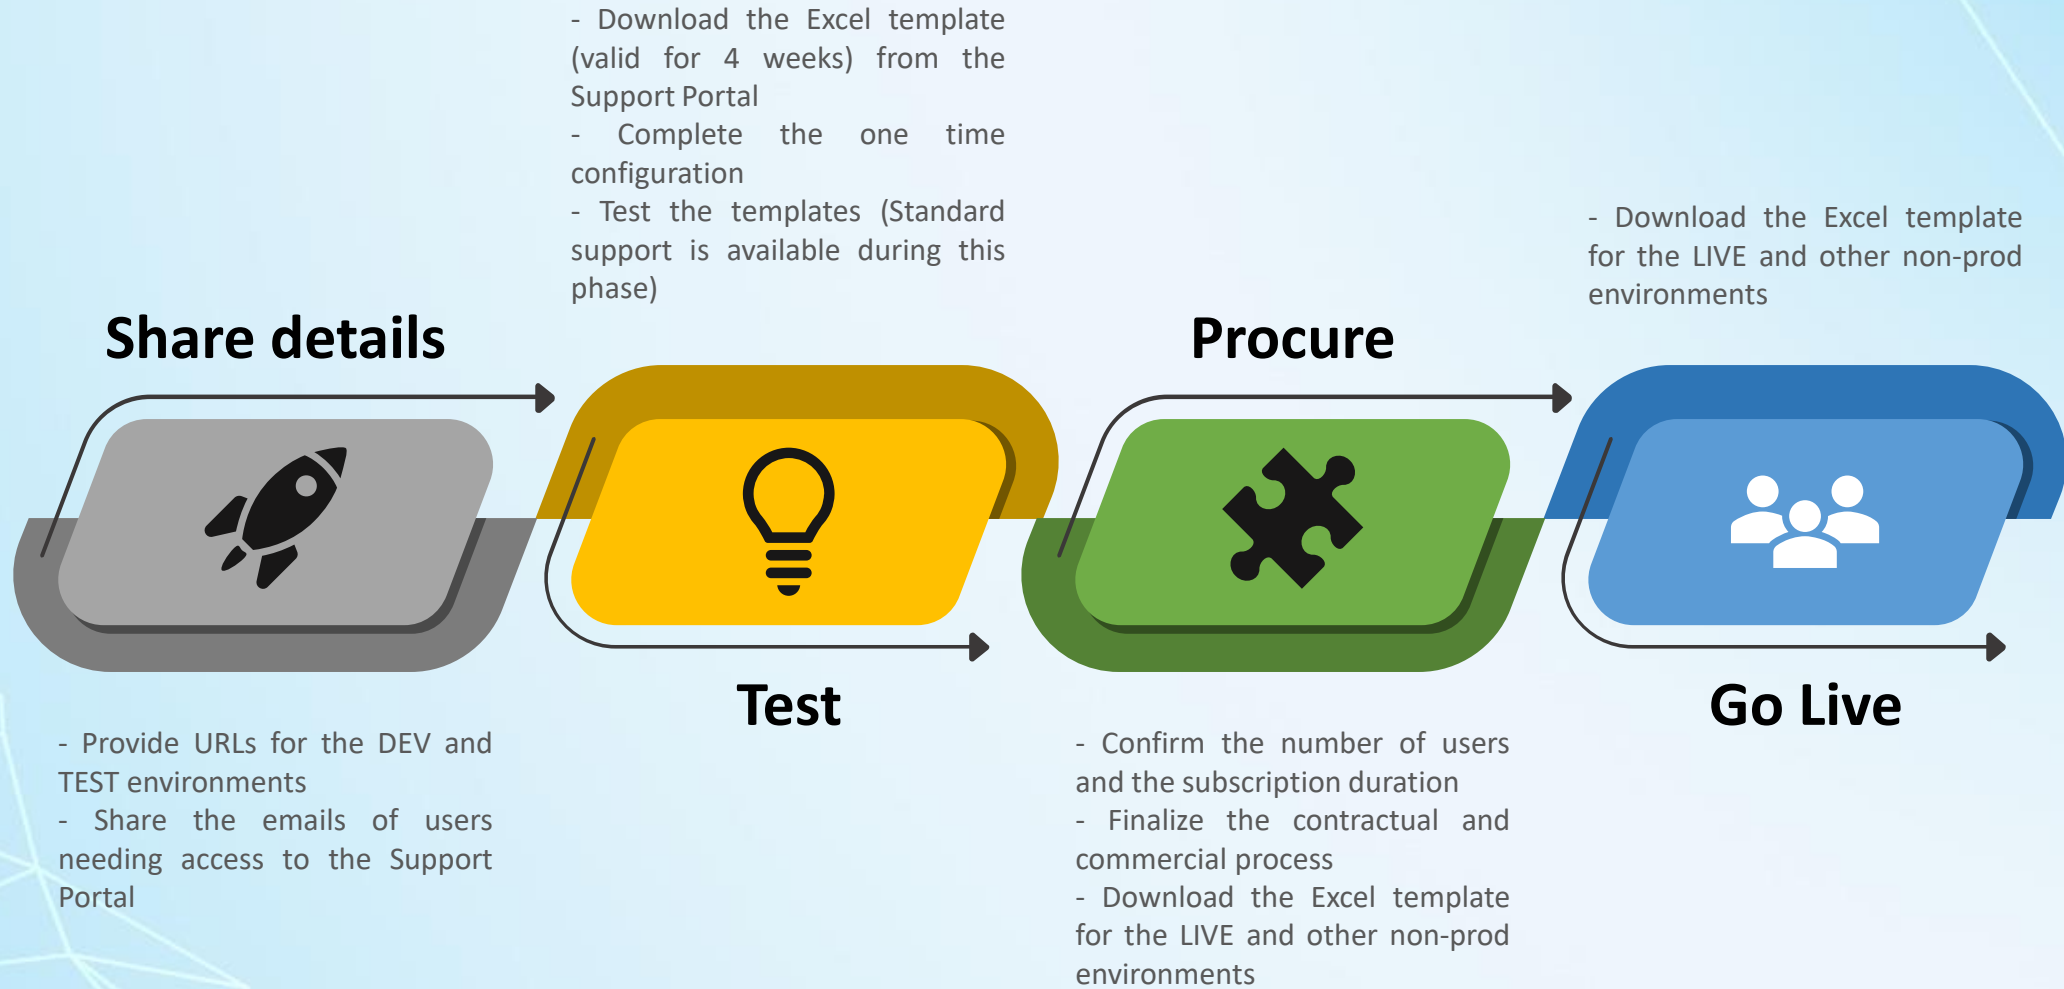 Share details
- Provide URLs for the DEV and
TEST environments
- Share the emails of users
needing access to the Support
Portal
- Download the Excel template
(valid for 4 weeks) from the
Support Portal
- Complete the one time
configuration
- Test the templates (Standard
support is available during this
phase)
Test
Procure
- Confirm the number of users
and the subscription duration
- Finalize the contractual and
commercial process
- Download the Excel template
for the LIVE and other non-prod
environments
- Download the Excel template
for the LIVE and other non-prod
environments
Go Live